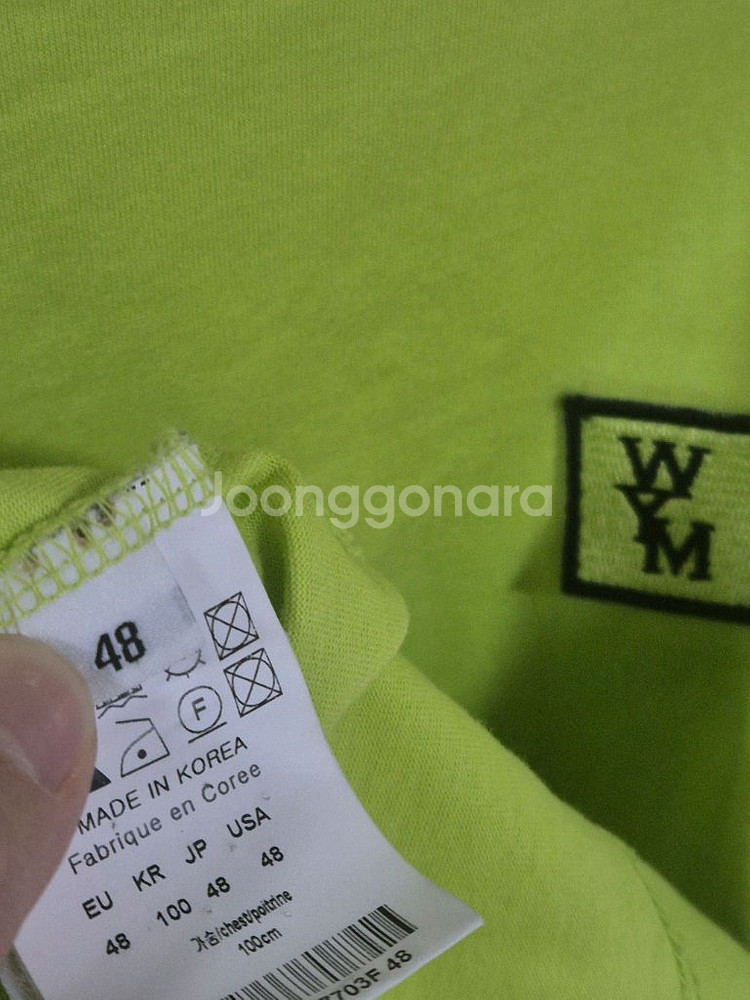 Joonggonara
W
Y
M
48
F
MADE IN KOREA
Fabrique en Coree
EU KR JP USA
48 100 48 48
가슴/chest/poitrine
100cm
703F 48